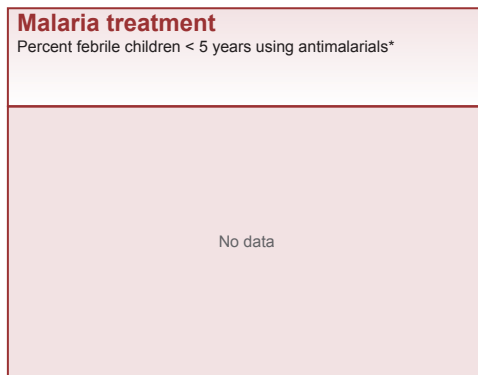 Malaria treatment
Percent febrile children < 5 years using antimalarials*
No data